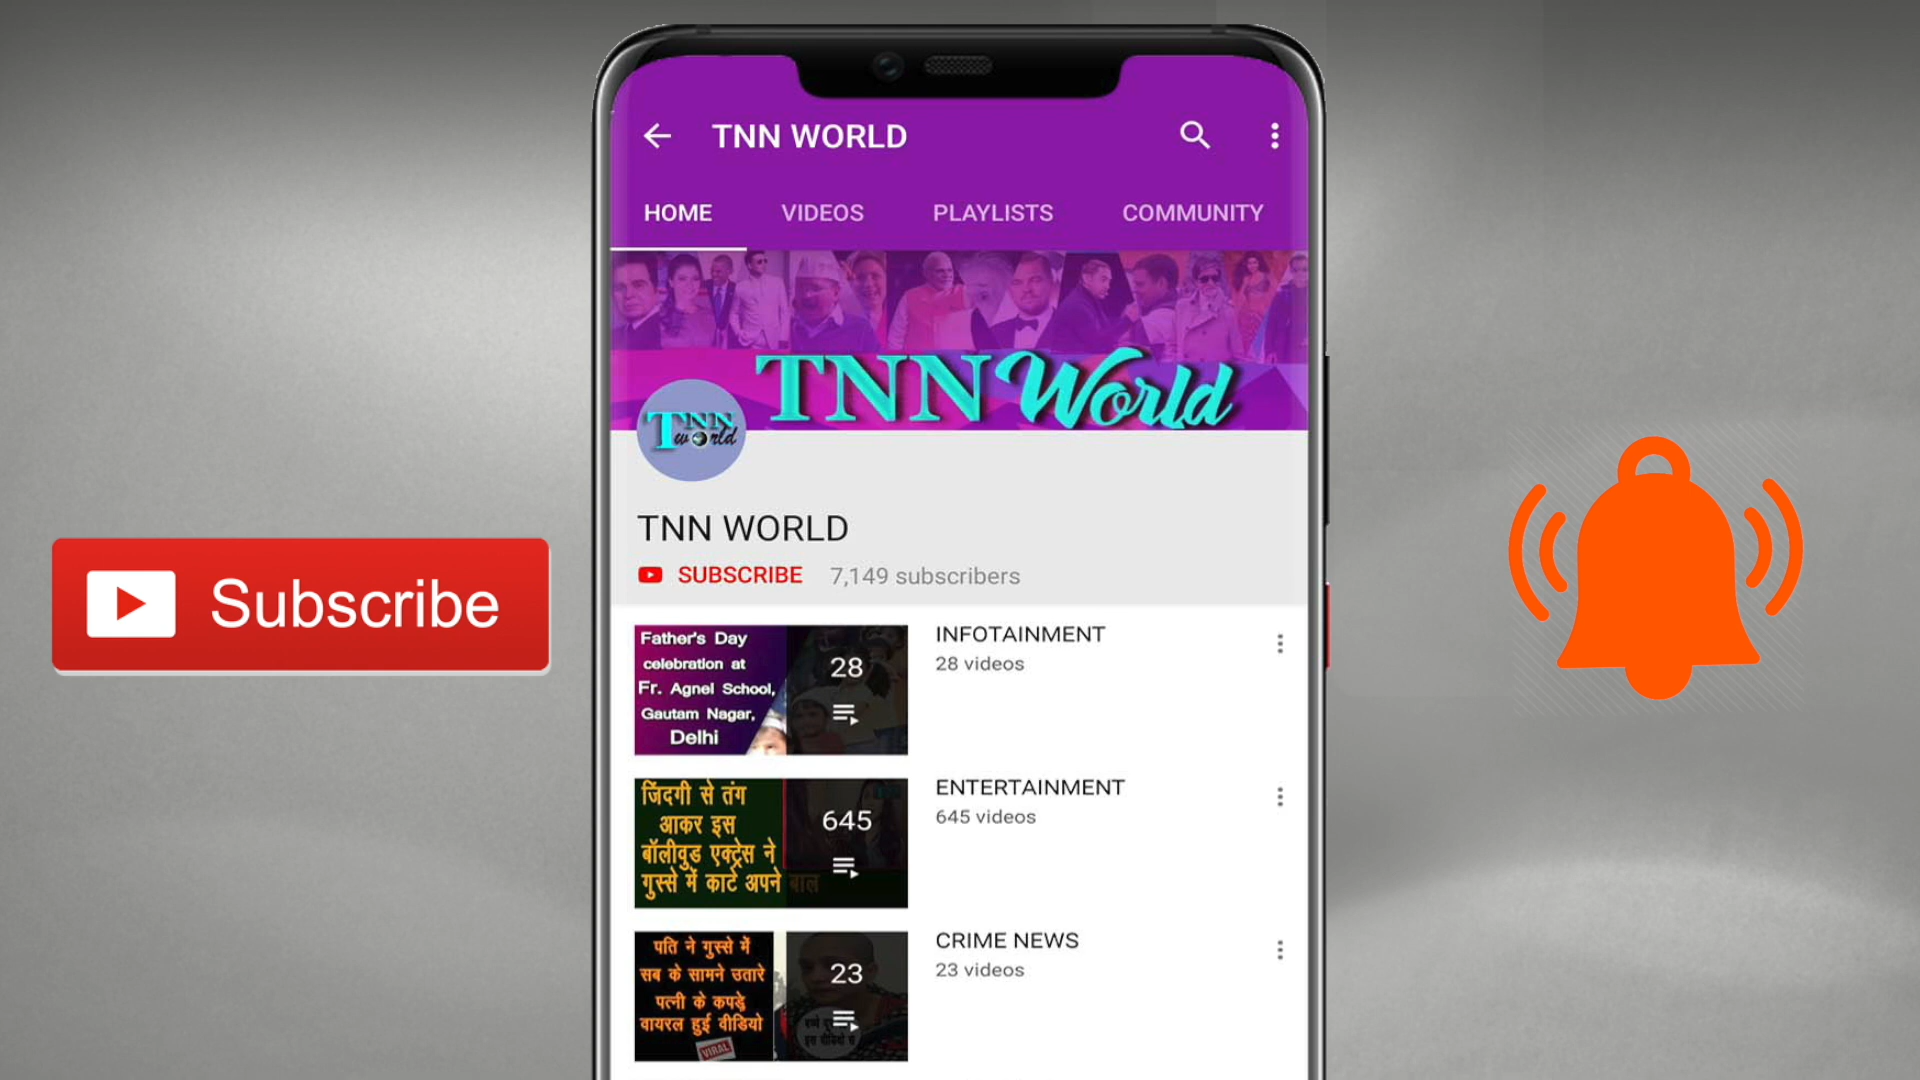 TNN WORLD
HOME VIDEOS PLAYLISTS COMMUNITY
TNN World
TNN
World
TNN WORLD
SUBSCRIBE 7,149 subscribers
Subscribe
Father's Day
celebration at
Fr. Agnel School,
Gautam Nagar,
Delhi
28
INFOTAINMENT
28 videos
जिंदगी से तंग
आकर इस
बॉलीवुड एक्ट्रेस ने
गुस्से में काटे अपने बाल
645
ENTERTAINMENT
645 videos
पति ने गुस्से में
सब के सामने उतारे
पत्नी के कपड़े
वायरल हुई वीडियो
VIRAL
23
CRIME NEWS
23 videos